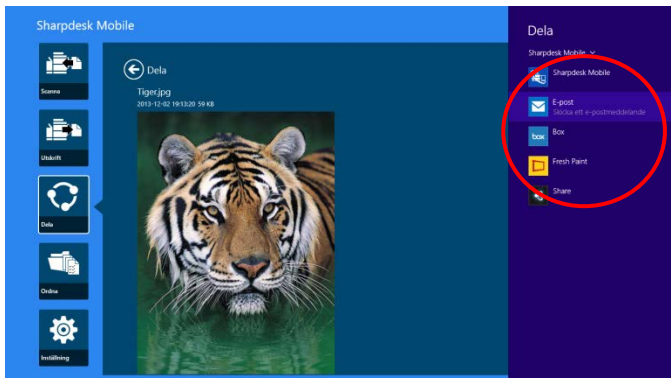 Sharpdesk Mobile
Scanna
Utskrift
Dela
Ordna
Inställning
Dela
Tiger.jpg
2013-12-02 19:13:20 59 KB
Dela
Sharpdesk Mobile
Sharpdesk Mobile
E-post
Skicka ett e-postmeddelande
box
Box
Fresh Paint
Share